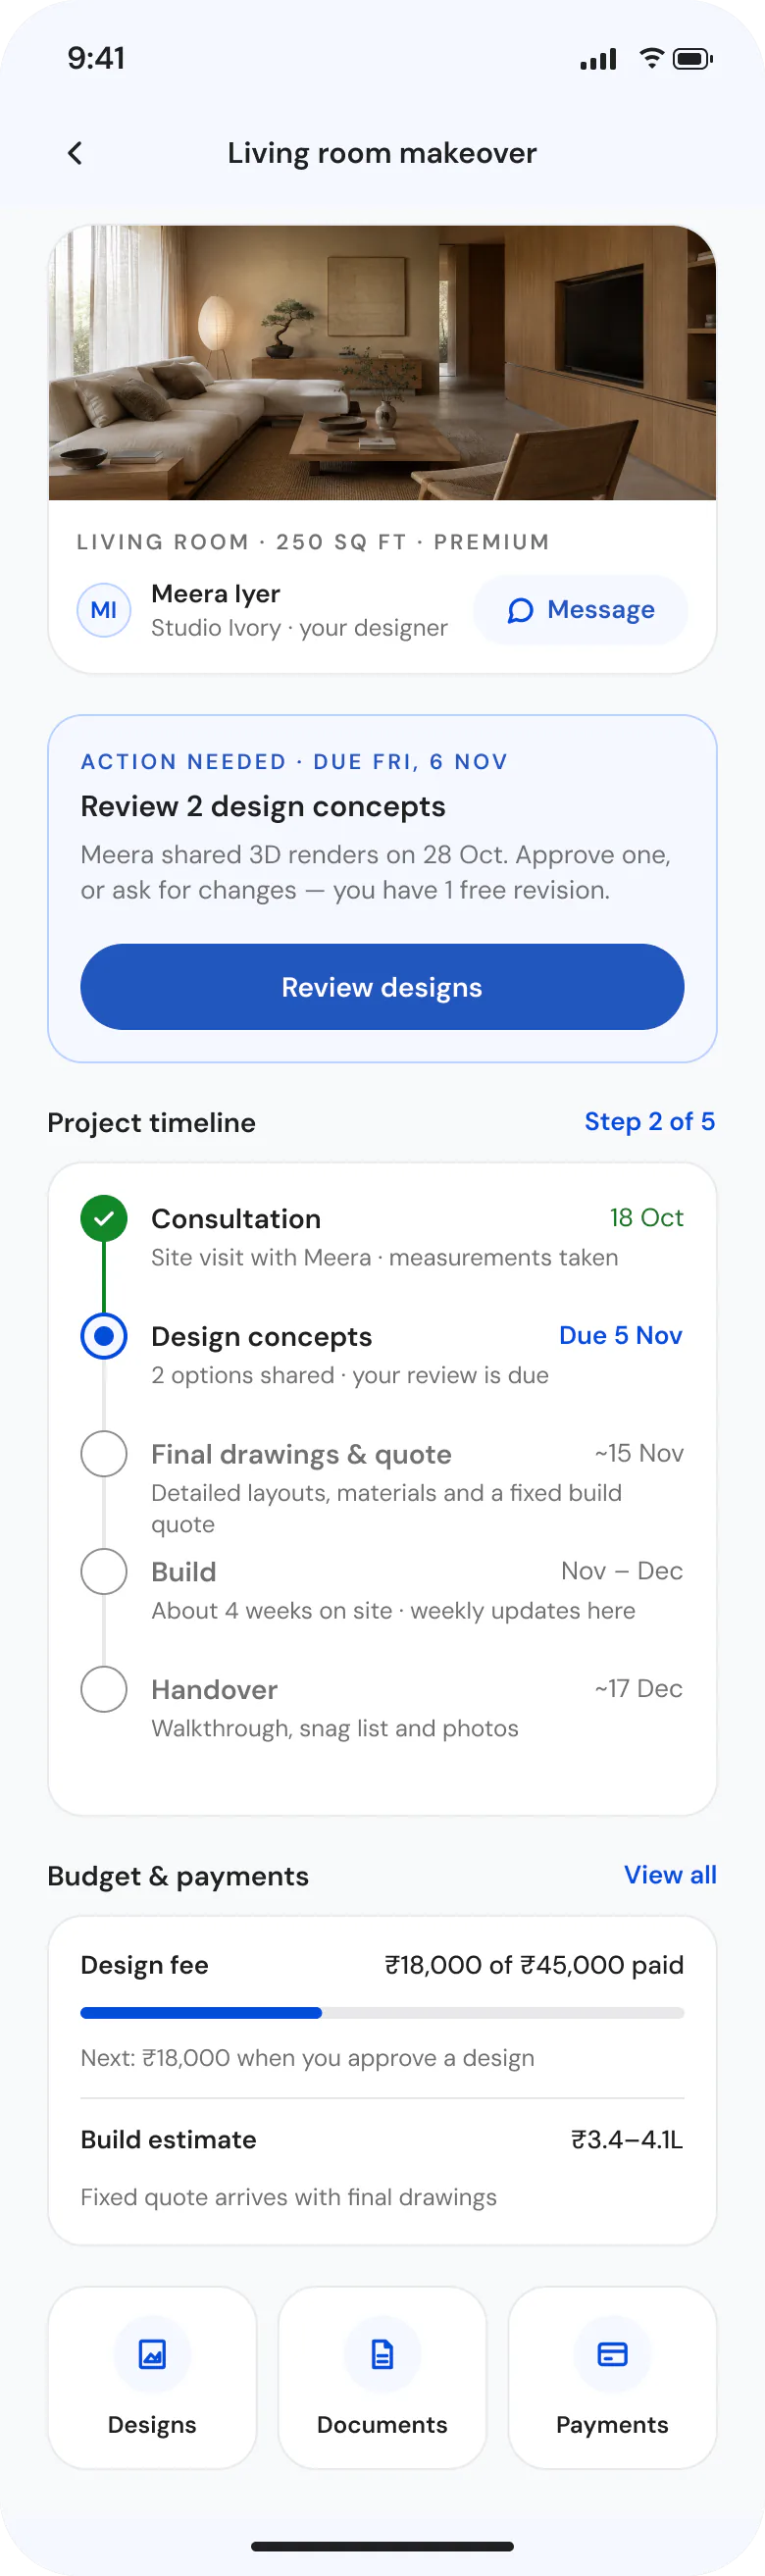 9:41
Living room makeover
LIVING ROOM · 250 SQ FT · PREMIUM
MI
Meera Iyer
Studio Ivory · your designer
Message
ACTION NEEDED · DUE FRI, 6 NOV
Review 2 design concepts
Meera shared 3D renders on 28 Oct. Approve one,
or ask for changes — you have 1 free revision.
Review designs
Project timeline
Step 2 of 5
Consultation
18 Oct
Site visit with Meera · measurements taken
Design concepts
Due 5 Nov
2 options shared · your review is due
Final drawings & quote
~15 Nov
Detailed layouts, materials and a fixed build
quote
Build
Nov – Dec
About 4 weeks on site · weekly updates here
Handover
~17 Dec
Walkthrough, snag list and photos
Budget & payments
View all
Design fee
₹18,000 of ₹45,000 paid
Next: ₹18,000 when you approve a design
Build estimate
₹3.4–4.1L
Fixed quote arrives with final drawings
Designs
Documents
Payments